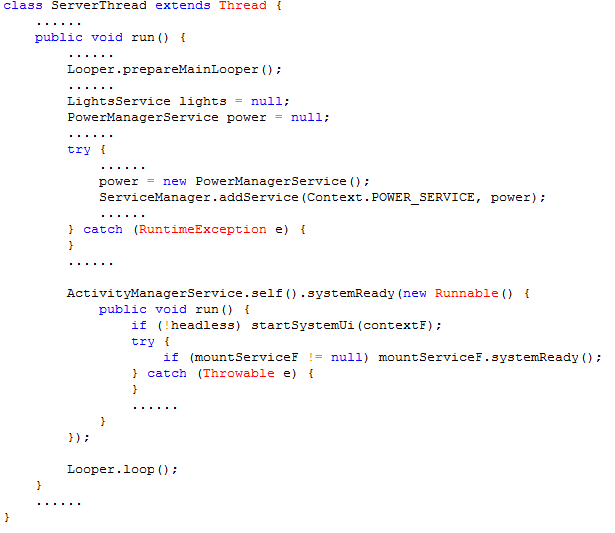 class ServerThread extends Thread {
    ......
    public void run() {
        ......
        Looper.prepareMainLooper();
        ......
        LightsService lights = null;
        PowerManagerService power = null;
        ......
        try {
            ......
            power = new PowerManagerService();
            ServiceManager.addService(Context.POWER_SERVICE, power);
            ......
        } catch (RuntimeException e) {
        }
        ......

        ActivityManagerService.self().systemReady(new Runnable() {
            public void run() {
                if (!headless) startSystemUi(contextF);
                try {
                    if (mountServiceF != null) mountServiceF.systemReady();
                } catch (Throwable e) {
                }
                ......
            }
        });

        Looper.loop();
    }
    ......
}